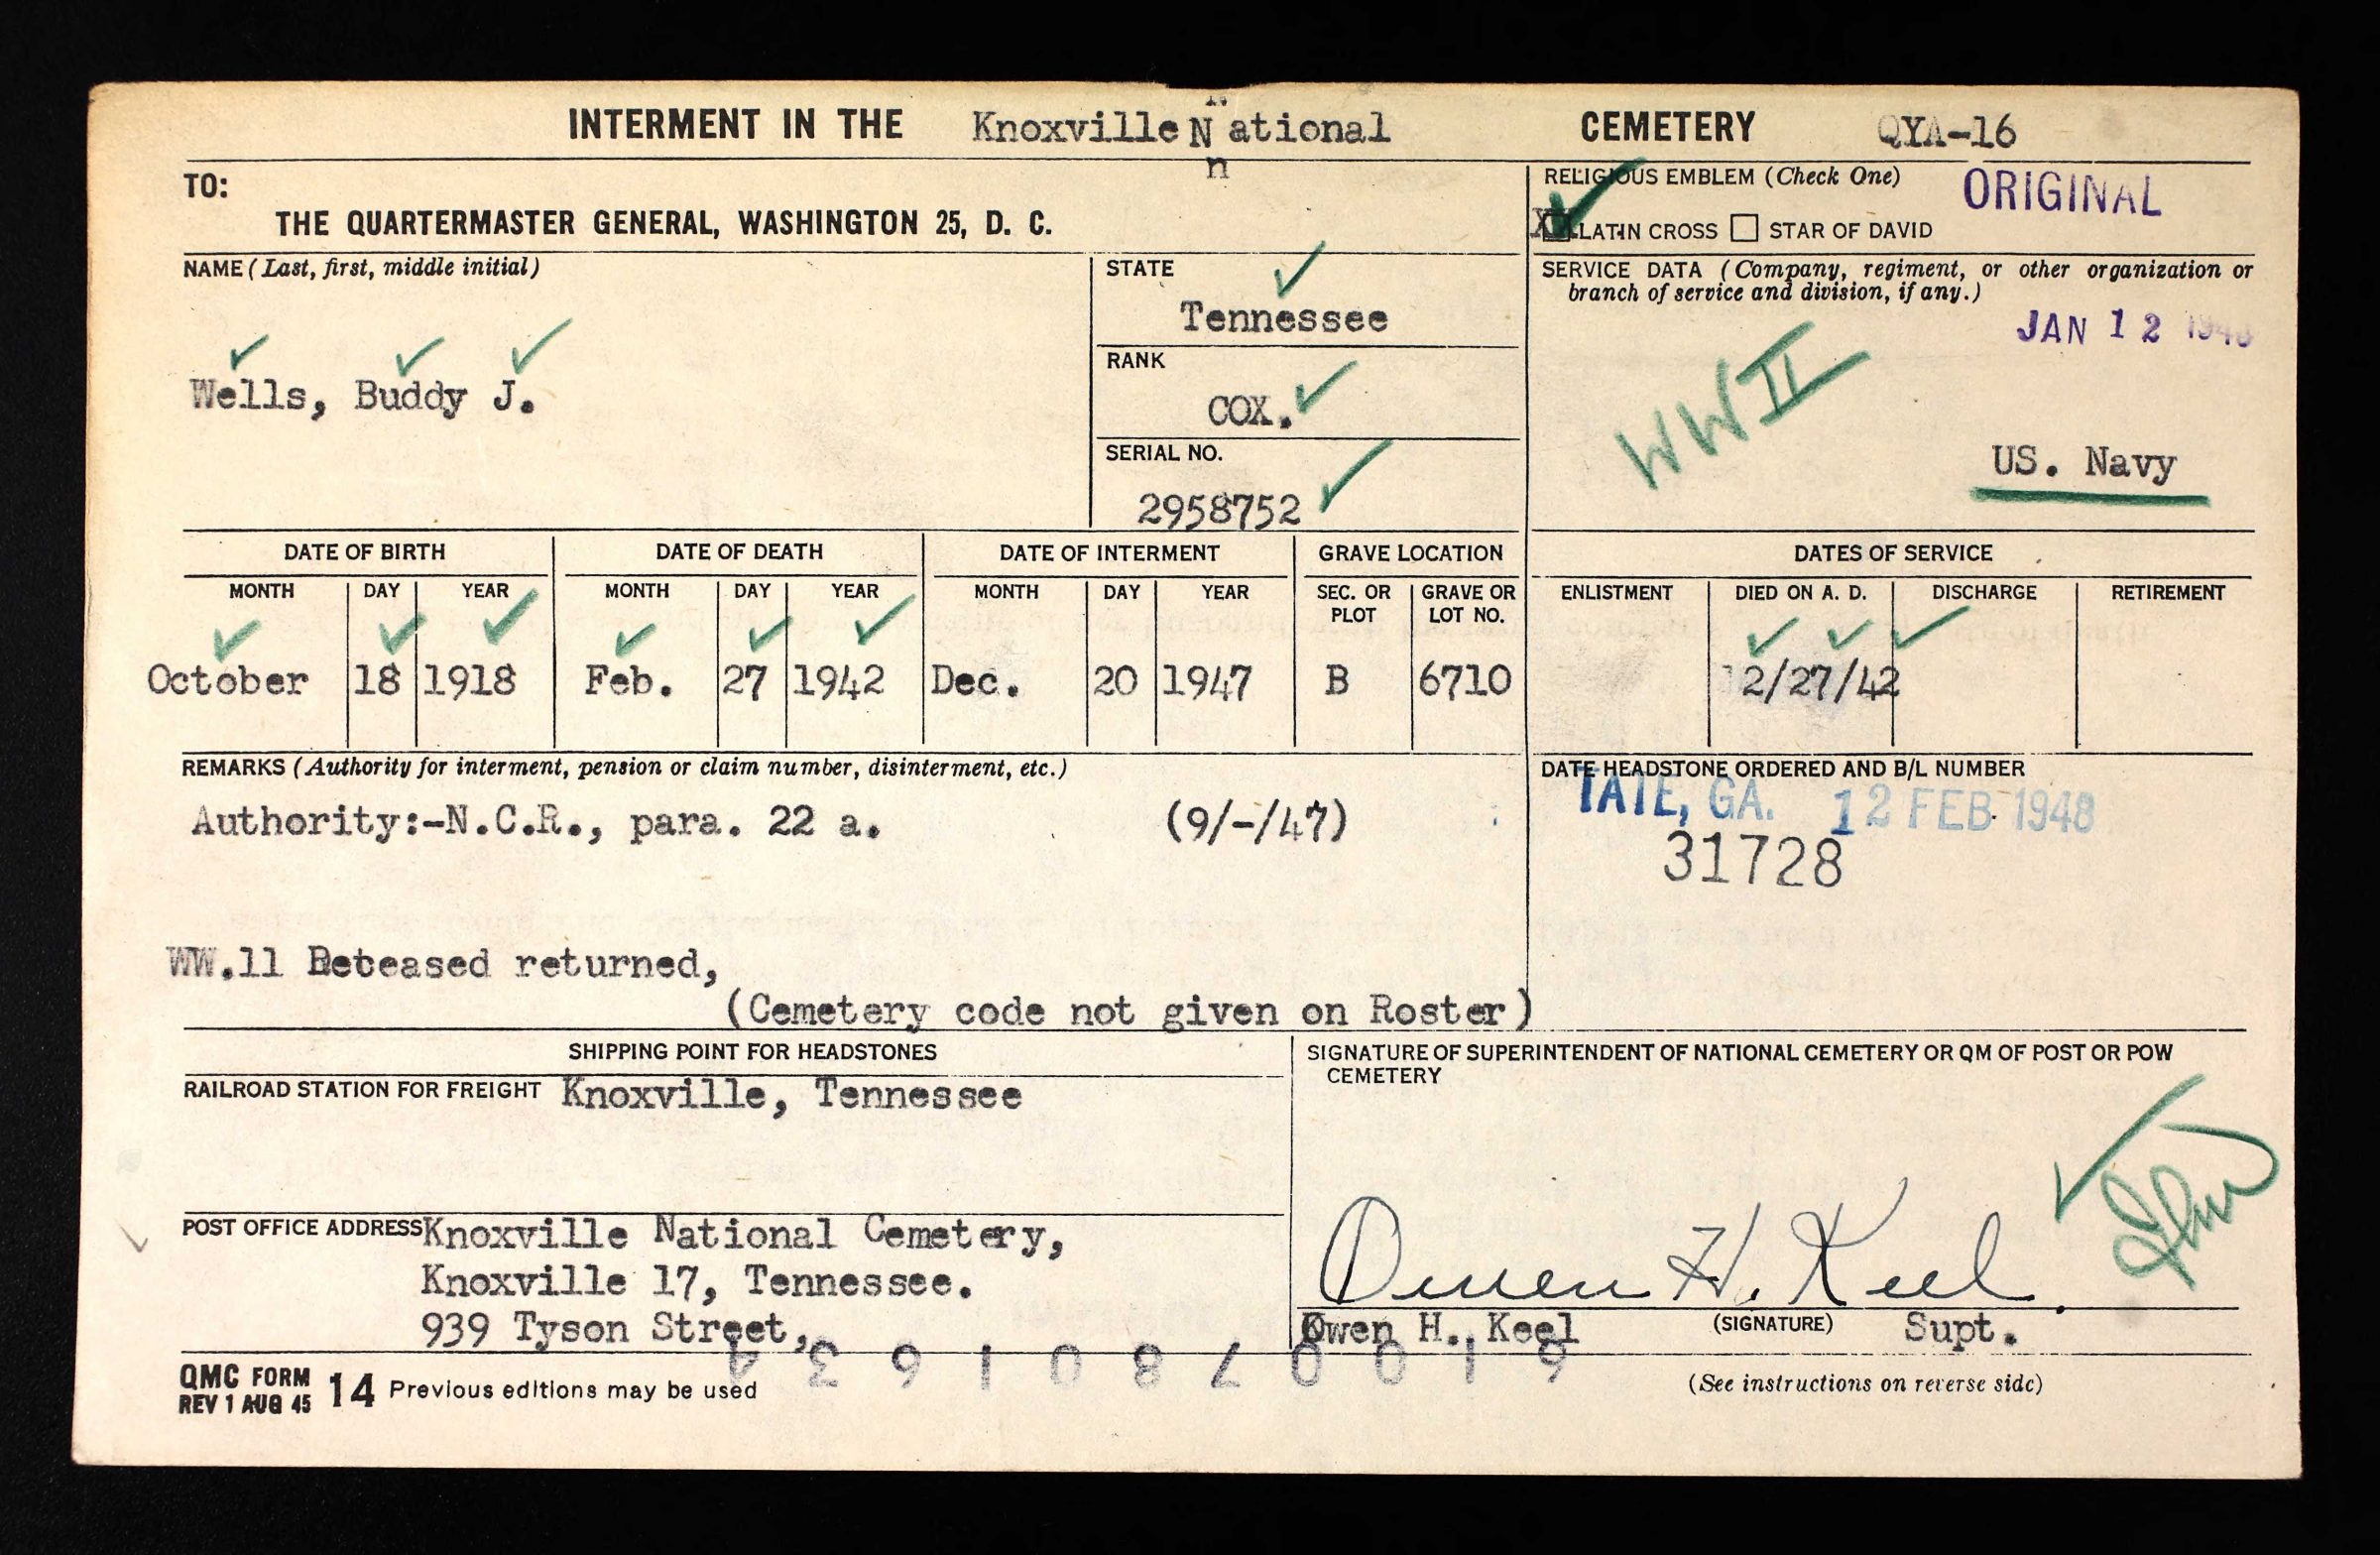 INTERMENT IN THE Knoxville National CEMETERY QYA-16
n
TO:
THE QUARTERMASTER GENERAL, WASHINGTON 25, D. C.
RELIGIOUS EMBLEM (Check One) ORIGINAL
XX LATIN CROSS STAR OF DAVID
NAME (Last, first, middle initial)
Wells, Buddy J.
STATE
Tennessee
RANK
COX.
SERIAL NO.
2958752
SERVICE DATA (Company, regiment, or other organization or
branch of service and division, if any.)
JAN 12 1948
WW II
US. Navy
DATE OF BIRTH DATE OF DEATH DATE OF INTERMENT GRAVE LOCATION DATES OF SERVICE
MONTH DAY YEAR MONTH DAY YEAR MONTH DAY YEAR SEC. OR PLOT GRAVE OR LOT NO. ENLISTMENT DIED ON A. D. DISCHARGE RETIREMENT
October 18 1918 Feb. 27 1942 Dec. 20 1947 B 6710 2/27/42
REMARKS (Authority for interment, pension or claim number, disinterment, etc.)
Authority:-N.C.R., para. 22 a. (9/-/47)
WW.11 Deceased returned,
(Cemetery code not given on Roster)
DATE HEADSTONE ORDERED AND B/L NUMBER
TATE, GA. 12 FEB 1948
31728
SHIPPING POINT FOR HEADSTONES
RAILROAD STATION FOR FREIGHT Knoxville, Tennessee
POST OFFICE ADDRESS Knoxville National Cemetery,
Knoxville 17, Tennessee.
939 Tyson Street,
SIGNATURE OF SUPERINTENDENT OF NATIONAL CEMETERY OR QM OF POST OR POW
CEMETERY
Owen H. Keel
Owen H. Keel (SIGNATURE) Supt.
QMC FORM
REV 1 AUG 45 14 Previous editions may be used
(See instructions on reverse side)